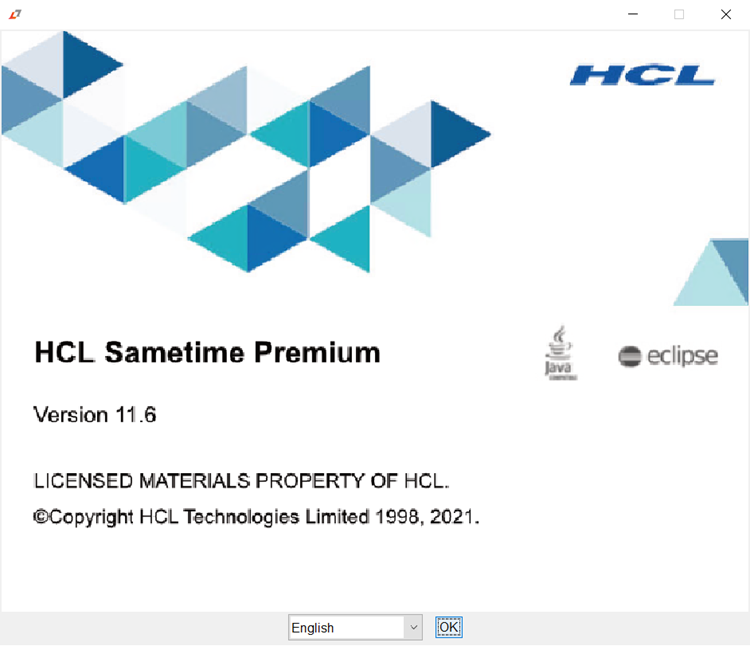 HCL
HCL Sametime Premium
Java
COMPATIBLE
eclipse
Version 11.6
LICENSED MATERIALS PROPERTY OF HCL.
©Copyright HCL Technologies Limited 1998, 2021.
English
OK